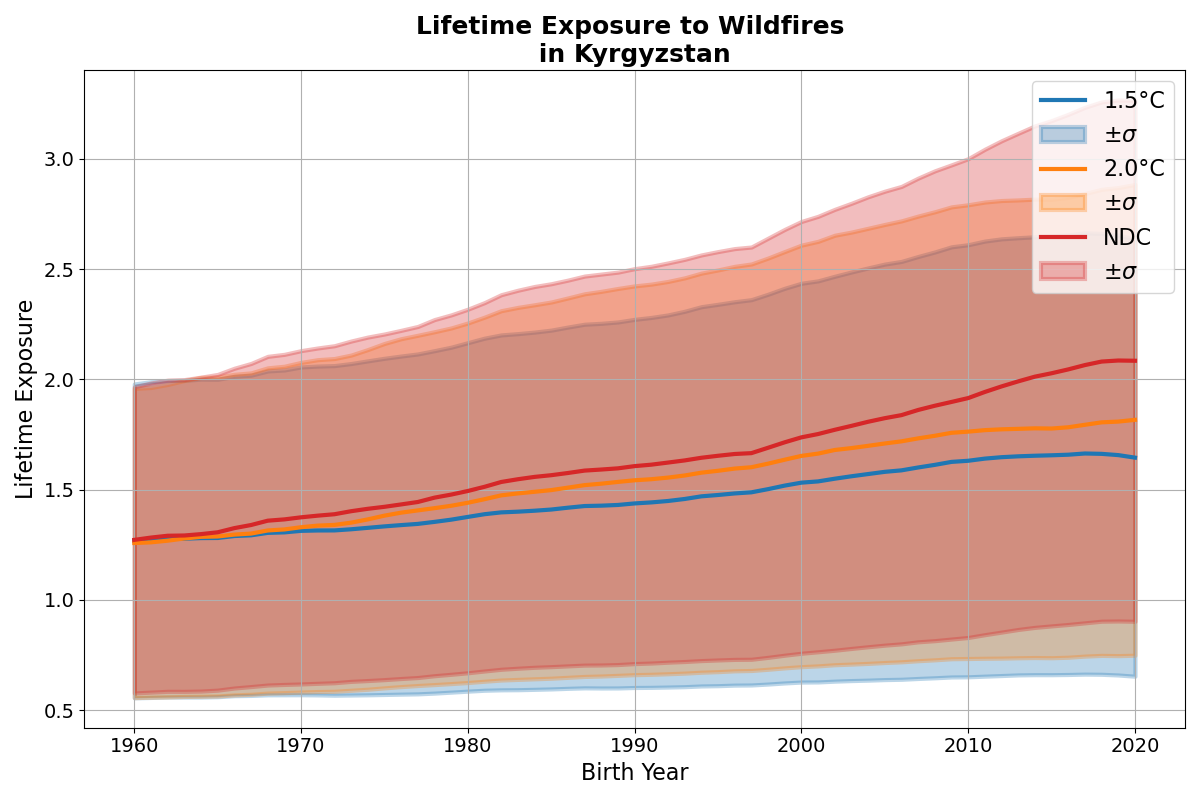 Lifetime Exposure to Wildfires
in Kyrgyzstan
1.5°C
±σ
2.0°C
±σ
NDC
±σ
Lifetime Exposure
3.0
2.5
2.0
1.5
1.0
0.5
1960 1970 1980 1990 2000 2010 2020
Birth Year